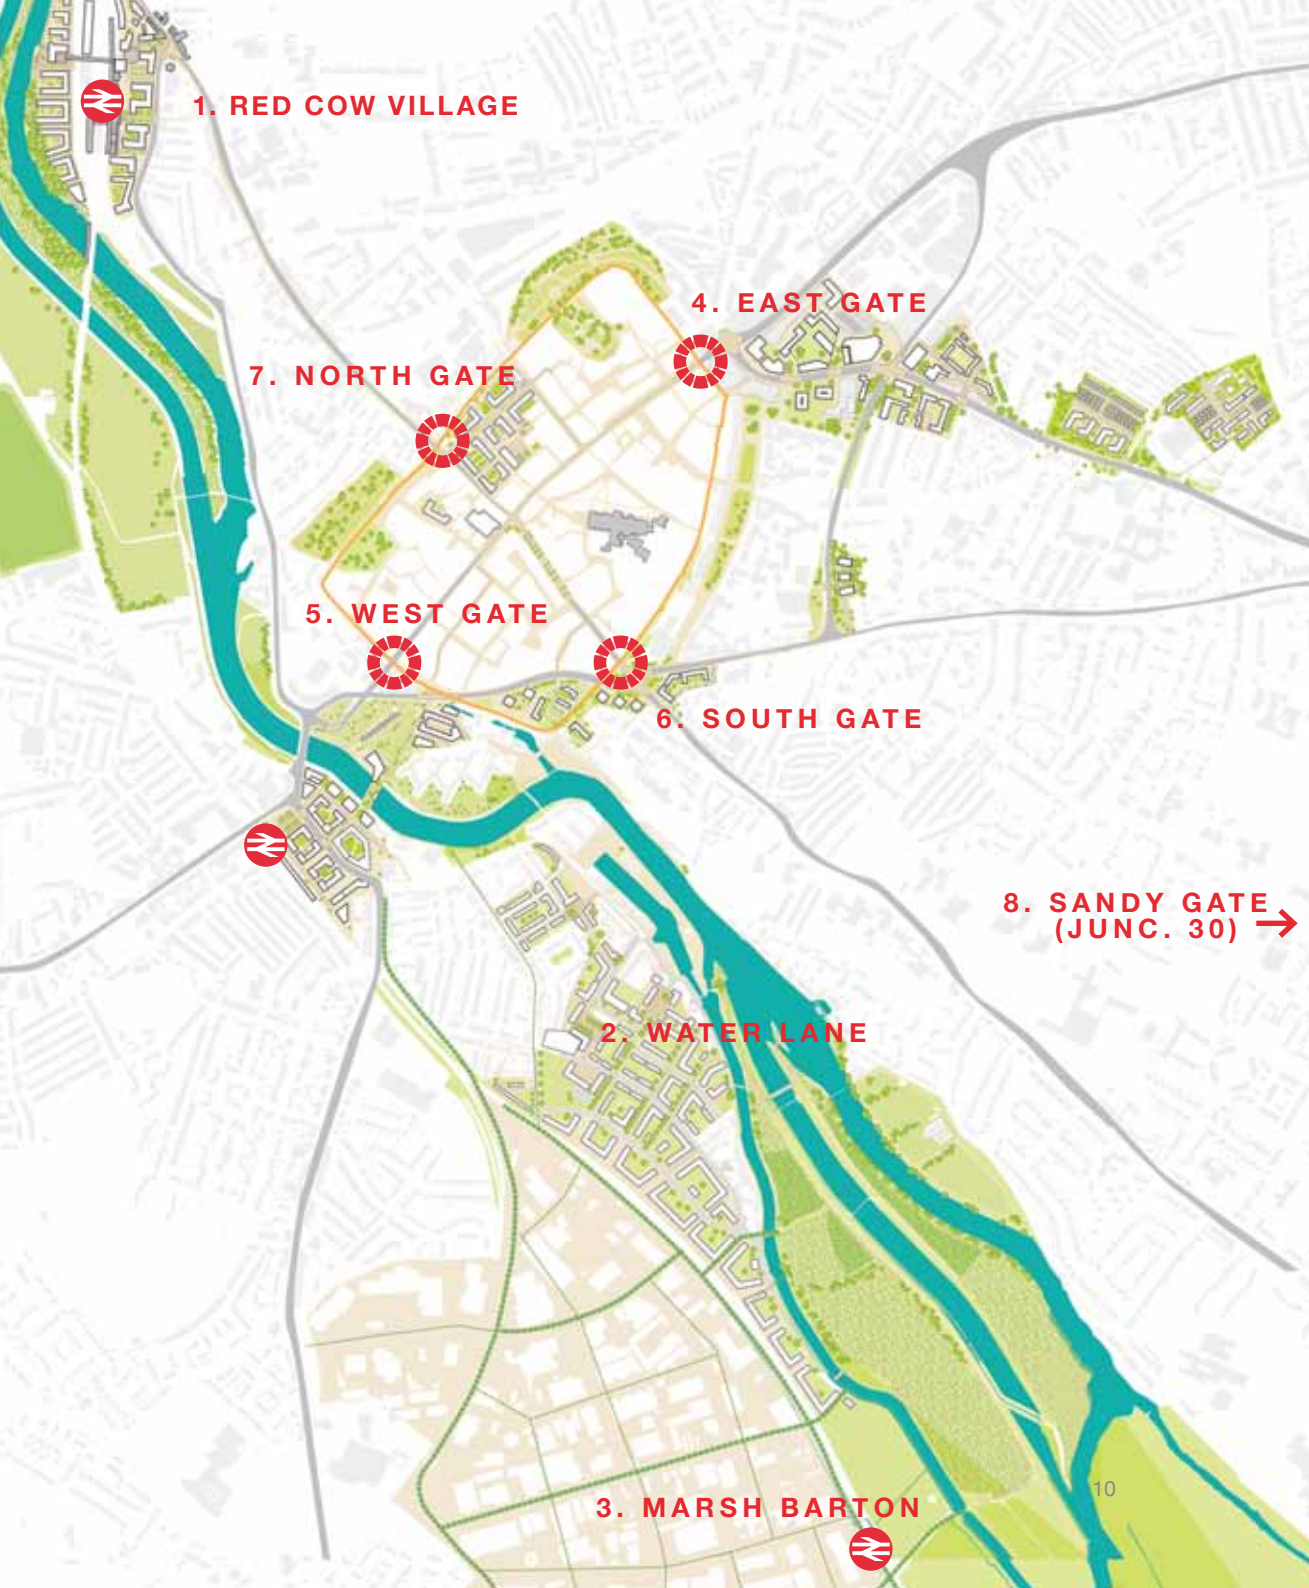 1. RED COW VILLAGE
4. EAST GATE
7. NORTH GATE
5. WEST GATE
6. SOUTH GATE
8. SANDY GATE
(JUNC. 30)
2. WATER LANE
10
3. MARSH BARTON